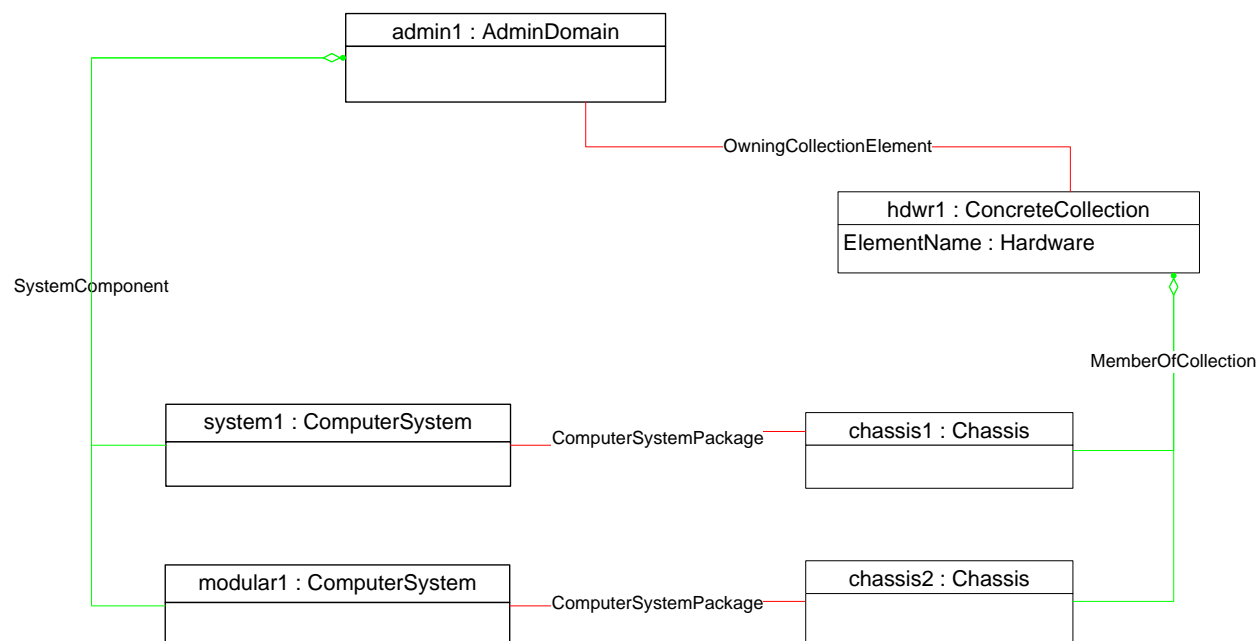 admin1 : AdminDomain
OwningCollectionElement
hdwr1 : ConcreteCollection
ElementName : Hardware
SystemComponent
MemberOfCollection
system1 : ComputerSystem
ComputerSystemPackage
chassis1 : Chassis
modular1 : ComputerSystem
ComputerSystemPackage
chassis2 : Chassis